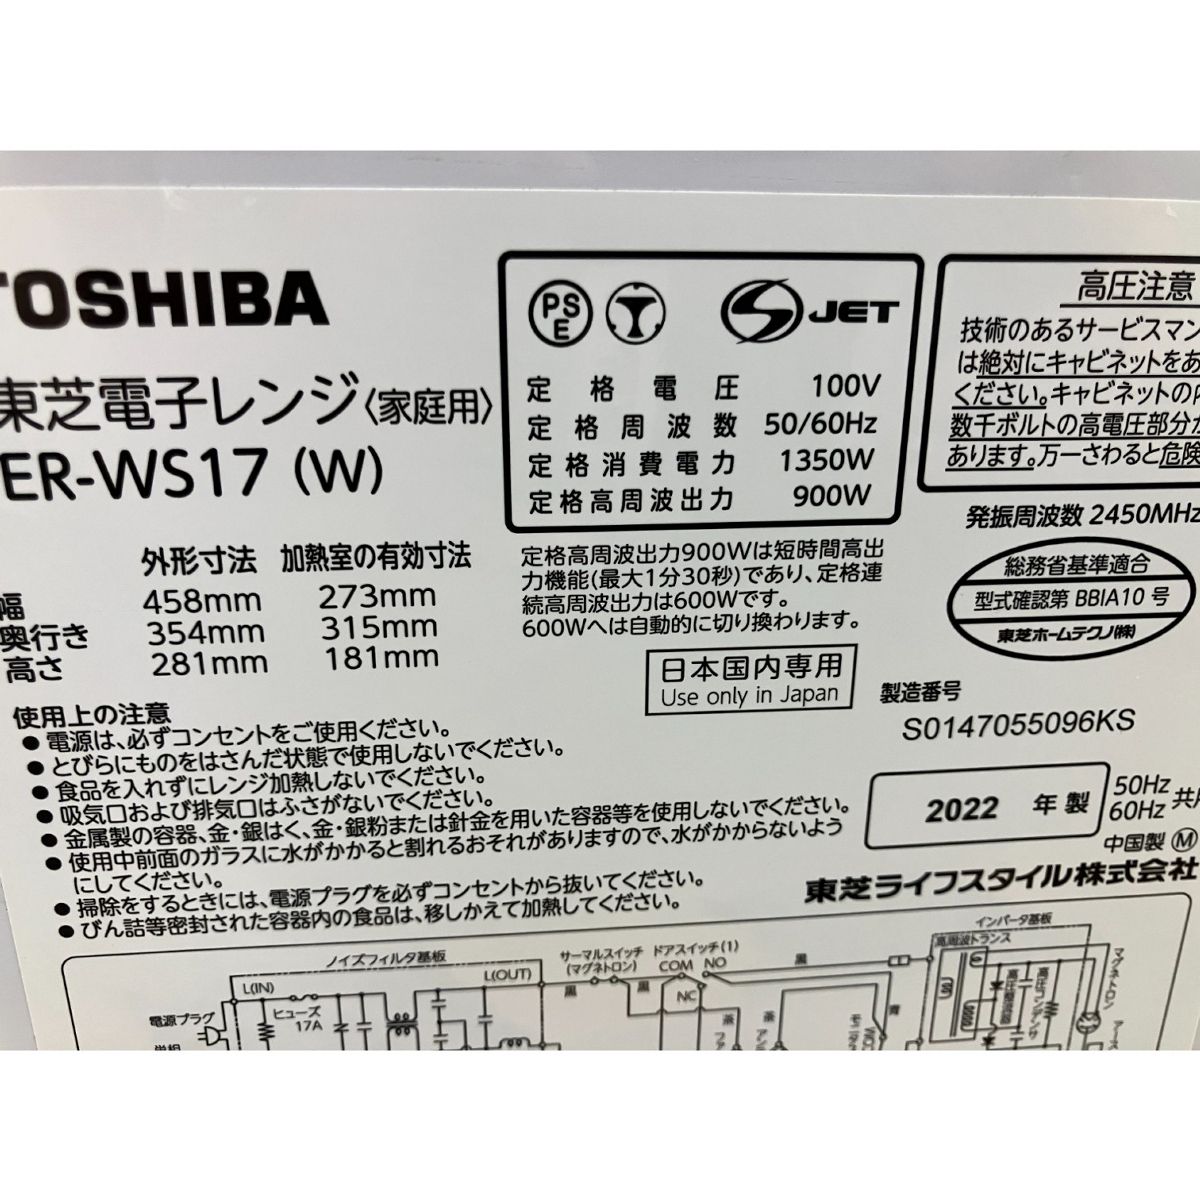 TOSHIBA
東芝電子レンジ〈家庭用〉
ER-WS17 (W)
外形寸法 加熱室の有効寸法
幅 458mm 273mm
奥行き 354mm 315mm
高さ 281mm 181mm
PSE JET
定格電圧 100V
定格周波数 50/60Hz
定格消費電力 1350W
定格高周波出力 900W
定格高周波出力900Wは短時間高出
力機能(最大1分30秒)であり、定格連
続高周波出力は600Wです。
600Wへは自動的に切り換わります。
日本国内専用
Use only in Japan
高圧注意
技術のあるサービスマン
は絶対にキャビネットをあ
ください。キャビネットの内
数千ボルトの高電圧部分が
あります。万一さわると危険
発振周波数 2450MHz
総務省基準適合
型式確認第 BBIA10 号
東芝ホームテクノ(株)
製造番号
S0147055096KS
2022 年製
50Hz
60Hz 共用
中国製 M
東芝ライフスタイル株式会社
使用上の注意
● 電源は、必ずコンセントをご使用ください。
● とびらにものをはさんだ状態で使用しないでください。
● 食品を入れずにレンジ加熱しないでください。
● 吸気口および排気口はふさがないでください。
● 金属製の容器、金・銀はく、金・銀粉または針金を用いた容器等を使用しないでください。
● 使用中前面のガラスに水がかかると割れるおそれがありますので、水がかからないよう
にしてください。
● 掃除をするときには、電源プラグを必ずコンセントから抜いてください。
● びん詰等密封された容器内の食品は、移しかえて加熱してください。
ノイズフィルタ基板
L(IN)
L(OUT)
電源プラグ
ヒューズ
17A
サーマルスイッチ
(マグネトロン)
黒
黒
ドアスイッチ(1)
COM NO
NC
黒
茶
茶
青
インバータ基板
高周波トランス
高圧整流器
高圧コンデンサ
マグネトロン